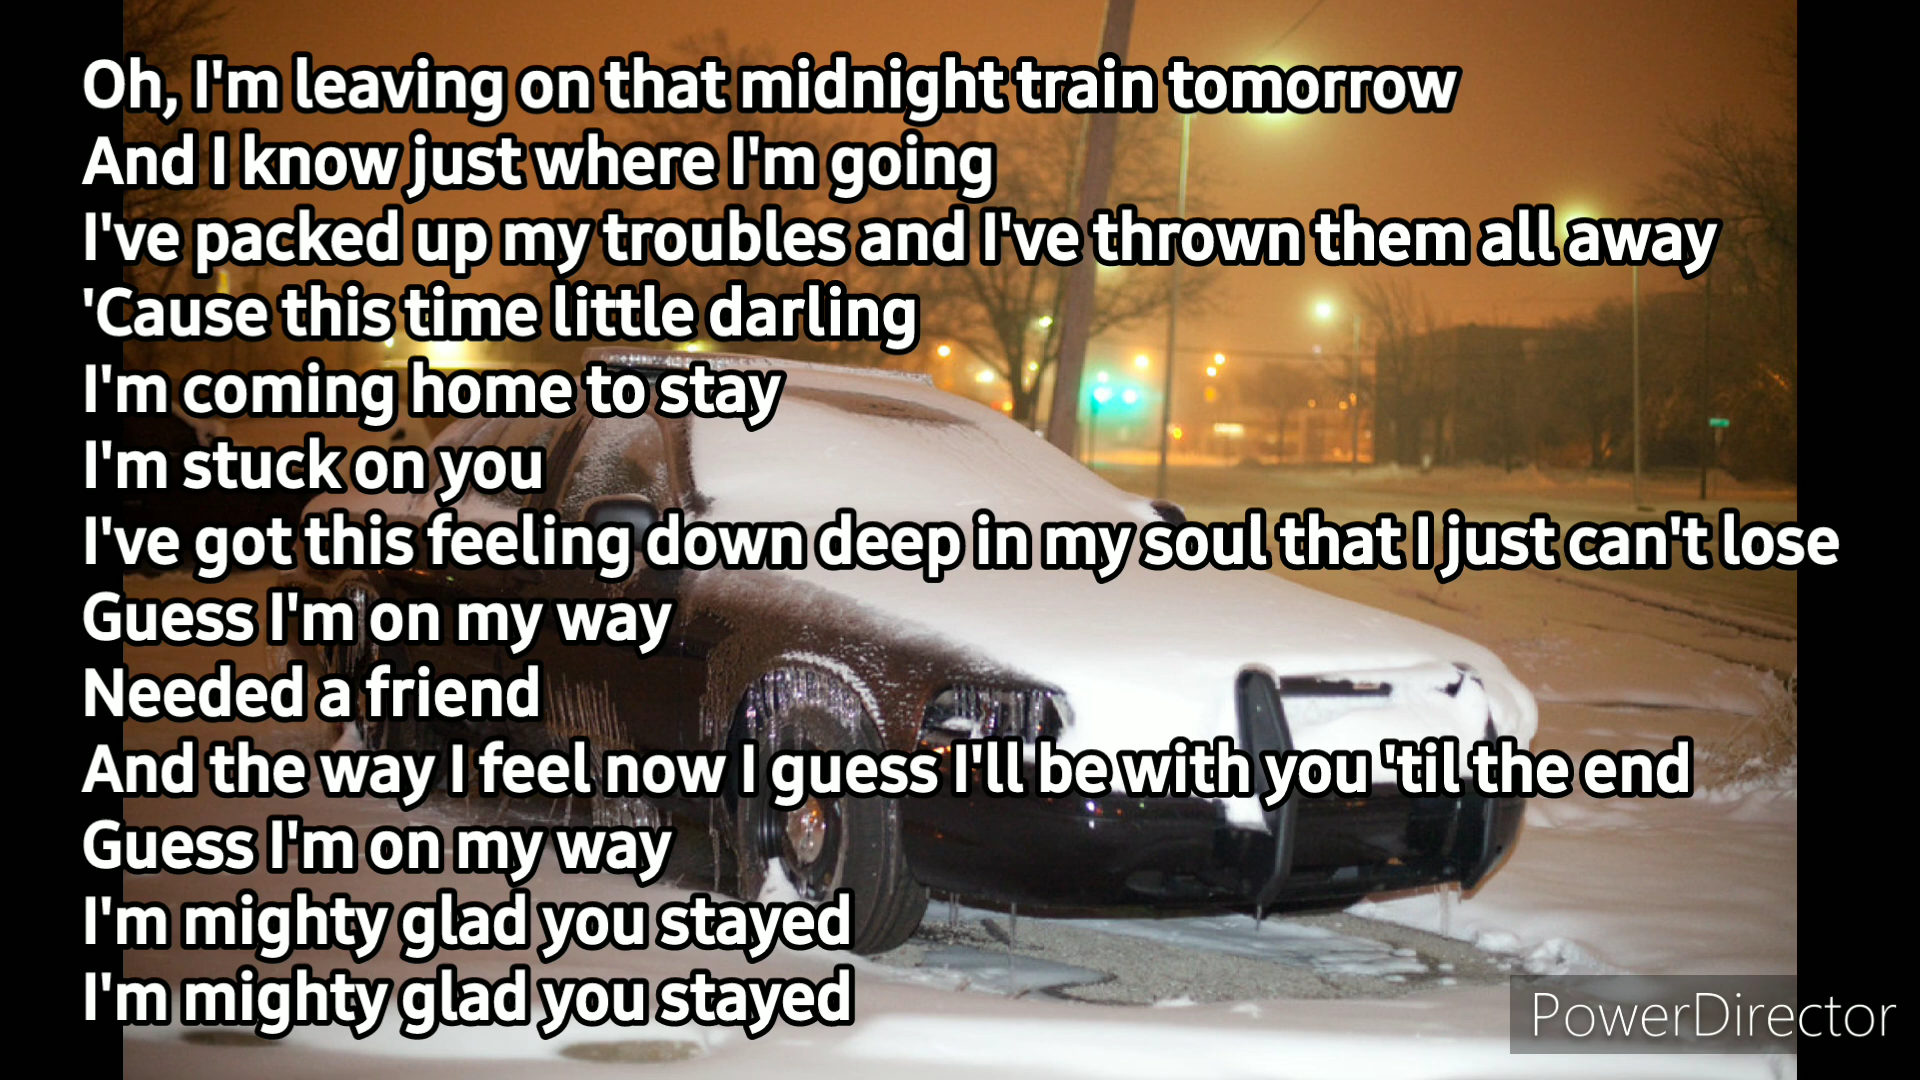 Oh, I'm leaving on that midnight train tomorrow
And I know just where I'm going
I've packed up my troubles and I've thrown them all away
'Cause this time little darling
I'm coming home to stay
I'm stuck on you
I've got this feeling down deep in my soul that I just can't lose
Guess I'm on my way
Needed a friend
And the way I feel now I guess I'll be with you 'til the end
Guess I'm on my way
I'm mighty glad you stayed
I'm mighty glad you stayed
PowerDirector